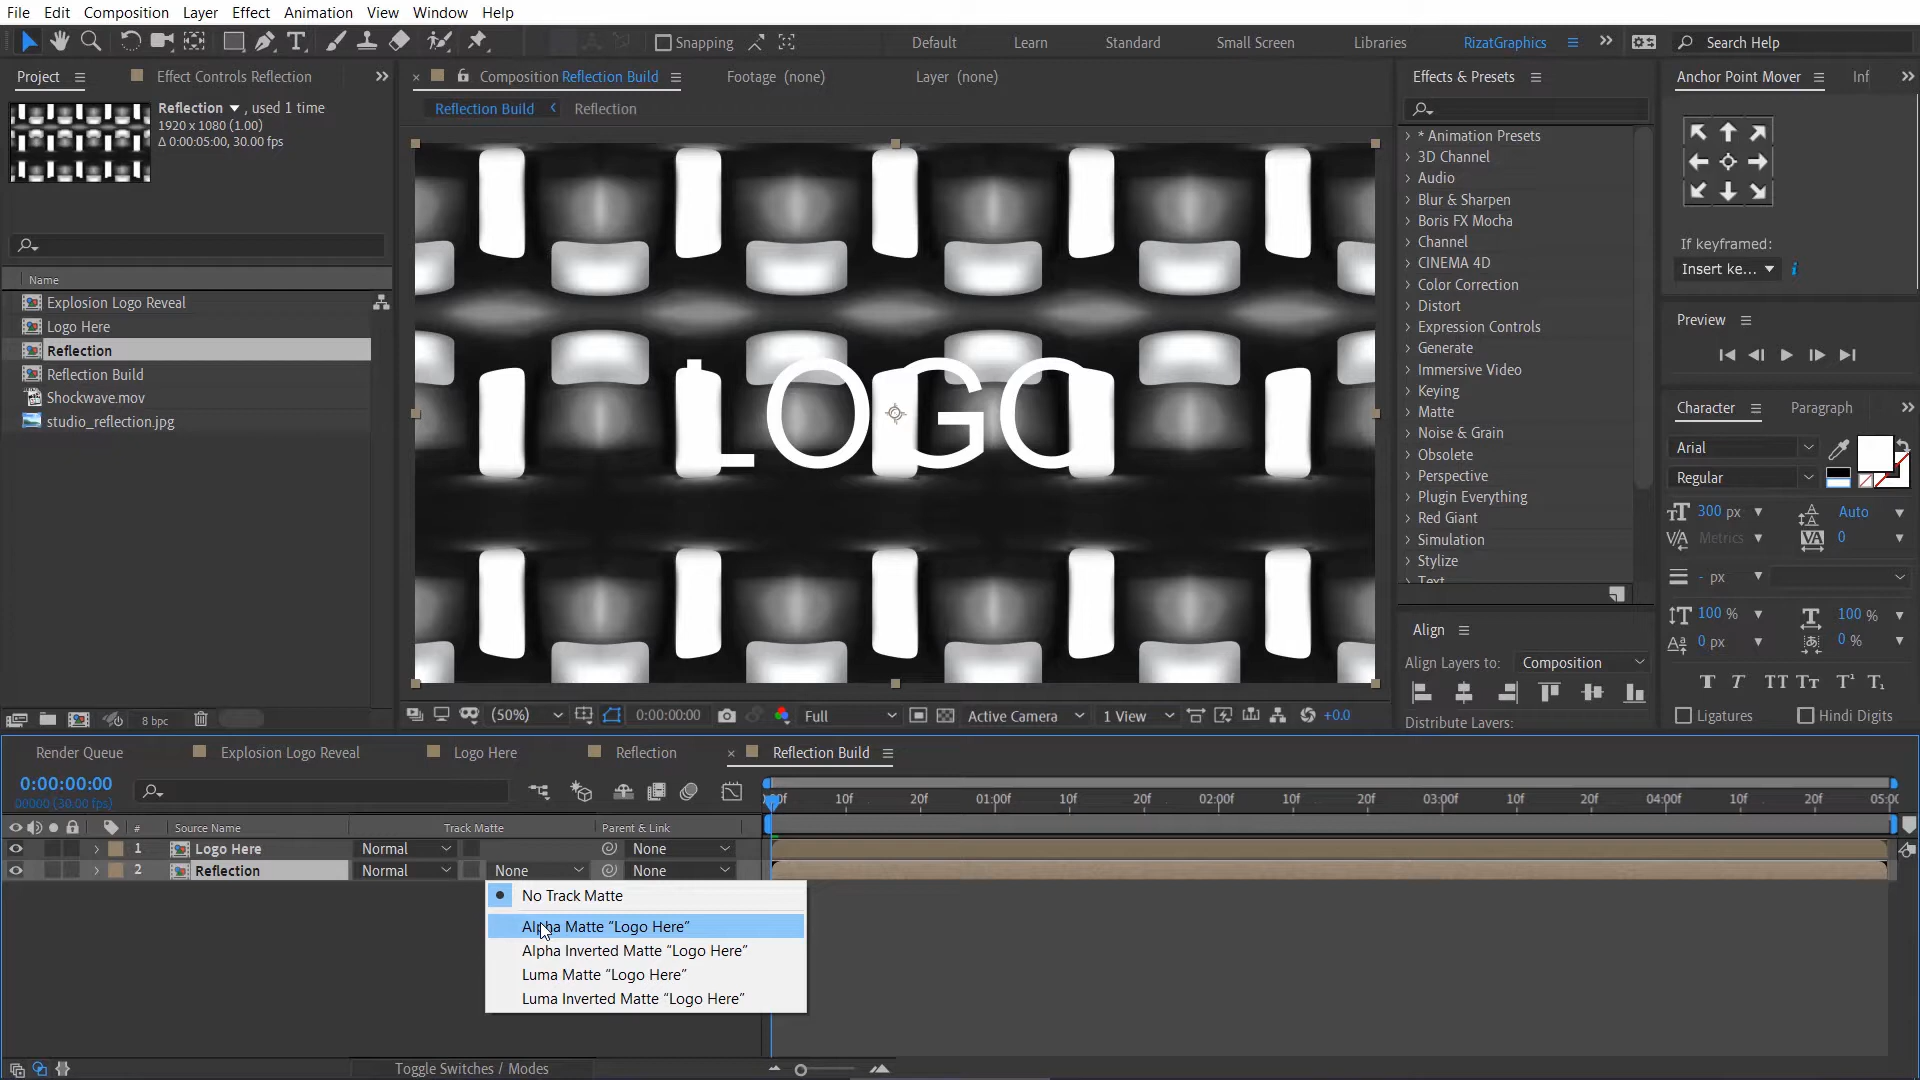 File Edit Composition Layer Effect Animation View Window Help
Snapping Default Learn Standard Small Screen Libraries RizatGraphics Search Help
Project Effect Controls Reflection
Composition Reflection Build Footage (none) Layer (none)
Effects & Presets
Anchor Point Mover Inf
Reflection , used 1 time
1920 x 1080 (1.00)
Δ 0:00:05:00, 30.00 fps
Reflection Build Reflection
Name
Explosion Logo Reveal
Logo Here
Reflection
Reflection Build
Shockwave.mov
studio_reflection.jpg
8 bpc
LOGO
(50%) 0:00:00:00 Full Active Camera 1 View +0.0
* Animation Presets
3D Channel
Audio
Blur & Sharpen
Boris FX Mocha
Channel
CINEMA 4D
Color Correction
Distort
Expression Controls
Generate
Immersive Video
Keying
Matte
Noise & Grain
Obsolete
Perspective
Plugin Everything
Red Giant
Simulation
Stylize
Text
Align
Align Layers to: Composition
Distribute Layers:
If keyframed:
Insert ke...
Preview
Character Paragraph
Arial
Regular
300 px Auto
Metrics 0
- px
100 % 100 %
0 px 0 %
Ligatures Hindi Digits
Render Queue Explosion Logo Reveal Logo Here Reflection Reflection Build
0:00:00:00
00000 (30.00 fps)
10f 20f 01:00f 10f 20f 02:00f 10f 20f 03:00f 10f 20f 04:00f 10f 20f 05:00
# Source Name Track Matte Parent & Link
1 Logo Here Normal None
2 Reflection Normal None None
No Track Matte
Alpha Matte “Logo Here”
Alpha Inverted Matte “Logo Here”
Luma Matte “Logo Here”
Luma Inverted Matte “Logo Here”
Toggle Switches / Modes